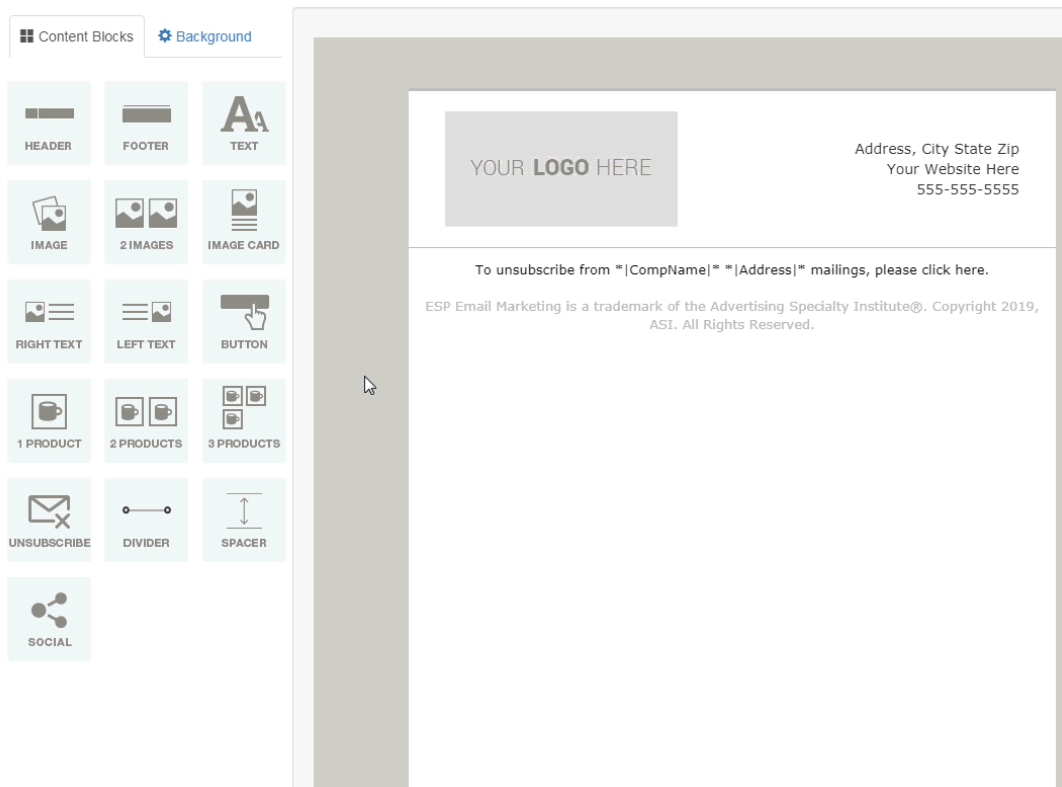 Content Blocks
Background
HEADER
FOOTER
TEXT
IMAGE
2 IMAGES
IMAGE CARD
RIGHT TEXT
LEFT TEXT
BUTTON
1 PRODUCT
2 PRODUCTS
3 PRODUCTS
UNSUBSCRIBE
DIVIDER
SPACER
SOCIAL
YOUR LOGO HERE
Address, City State Zip
Your Website Here
555-555-5555
To unsubscribe from *|CompName|* *|Address|* mailings, please click here.
ESP Email Marketing is a trademark of the Advertising Specialty Institute®. Copyright 2019,
ASI. All Rights Reserved.